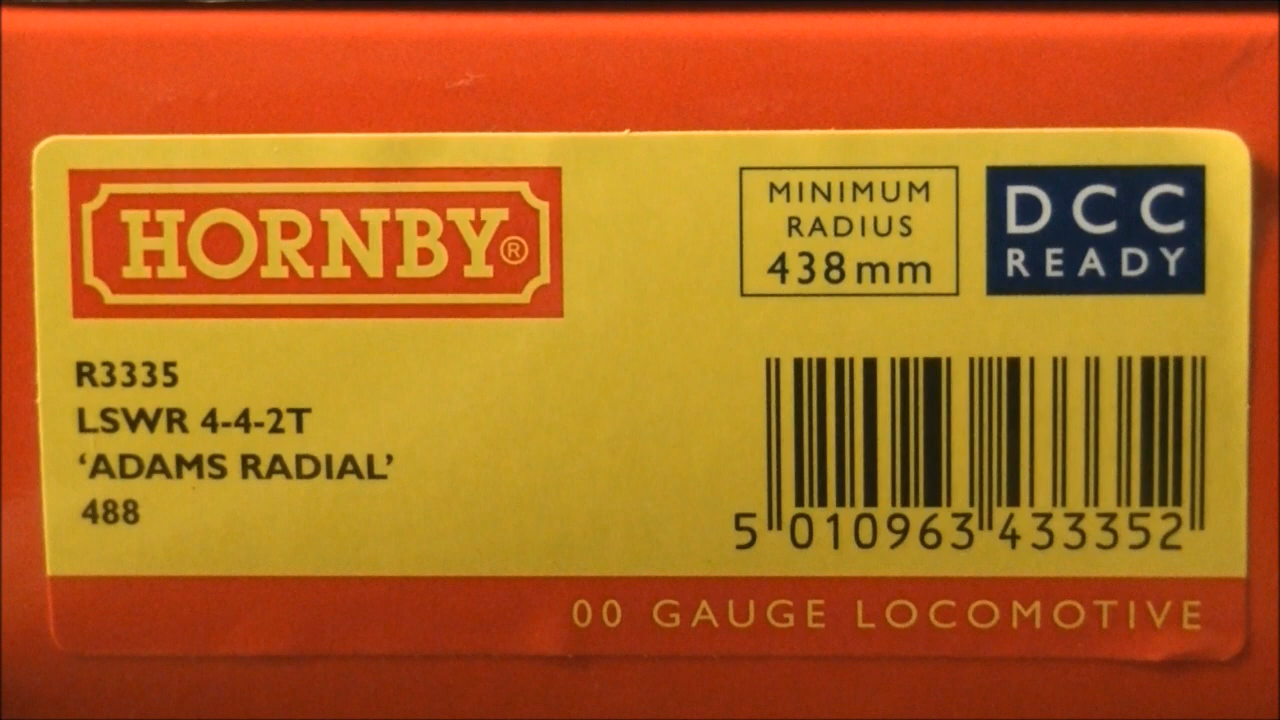 HORNBY®
MINIMUM
RADIUS
438mm
DCC
READY
R3335
LSWR 4-4-2T
‘ADAMS RADIAL’
488
5 010963 433352
00 GAUGE LOCOMOTIVE